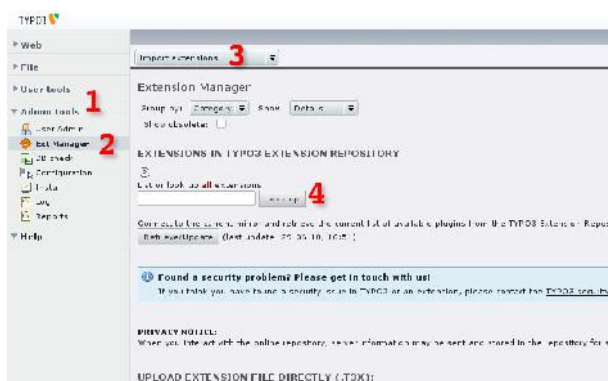 TYPO3
Web
File
User tools
Admin tools
1
User Admin
Ext Manager
2
DB check
Configuration
Install
Log
Reports
Help
Import extensions
3
Extension Manager
Group by: Category Show: Details
Show obsolete:
EXTENSIONS IN TYPO3 EXTENSION REPOSITORY
List or look up all extensions
4
Connect to the current mirror and retrieve the current list of available plugins from the TYPO3 Extension Repos
Retrieve/Update (last update:
Found a security problem? Please get in touch with us!
If you think you have found a security issue in TYPO3 or an extension, please contact the TYPO3 security
PRIVACY NOTICE:
When you interact with the online repository, server information may be sent and stored in the repository for s
UPLOAD EXTENSION FILE DIRECTLY (.T3X):